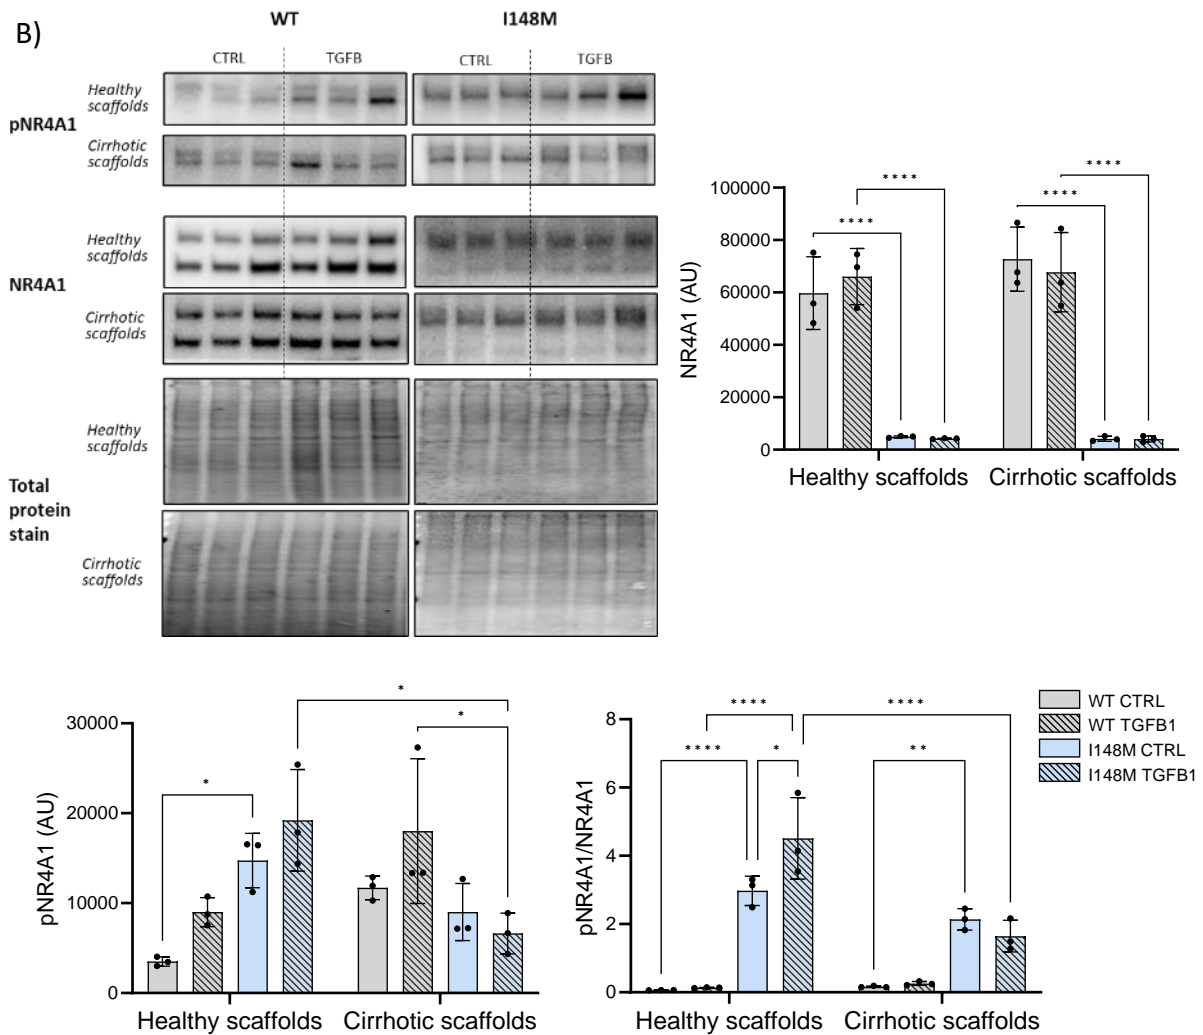 B)
WT
I148M
CTRL
TGFB
CTRL
TGFB
pNR4A1
Healthy
scaffolds
Cirrhotic
scaffolds
NR4A1
Healthy
scaffolds
Cirrhotic
scaffolds
Total
protein
stain
Healthy
scaffolds
Cirrhotic
scaffolds
NR4A1 (AU)
100000
80000
60000
40000
20000
0
****
****
****
****
Healthy scaffolds
Cirrhotic scaffolds
pNR4A1 (AU)
30000
20000
10000
0
*
*
*
Healthy scaffolds
Cirrhotic scaffolds
pNR4A1/NR4A1
8
6
4
2
0
****
****
*
****
**
Healthy scaffolds
Cirrhotic scaffolds
WT CTRL
WT TGFB1
I148M CTRL
I148M TGFB1